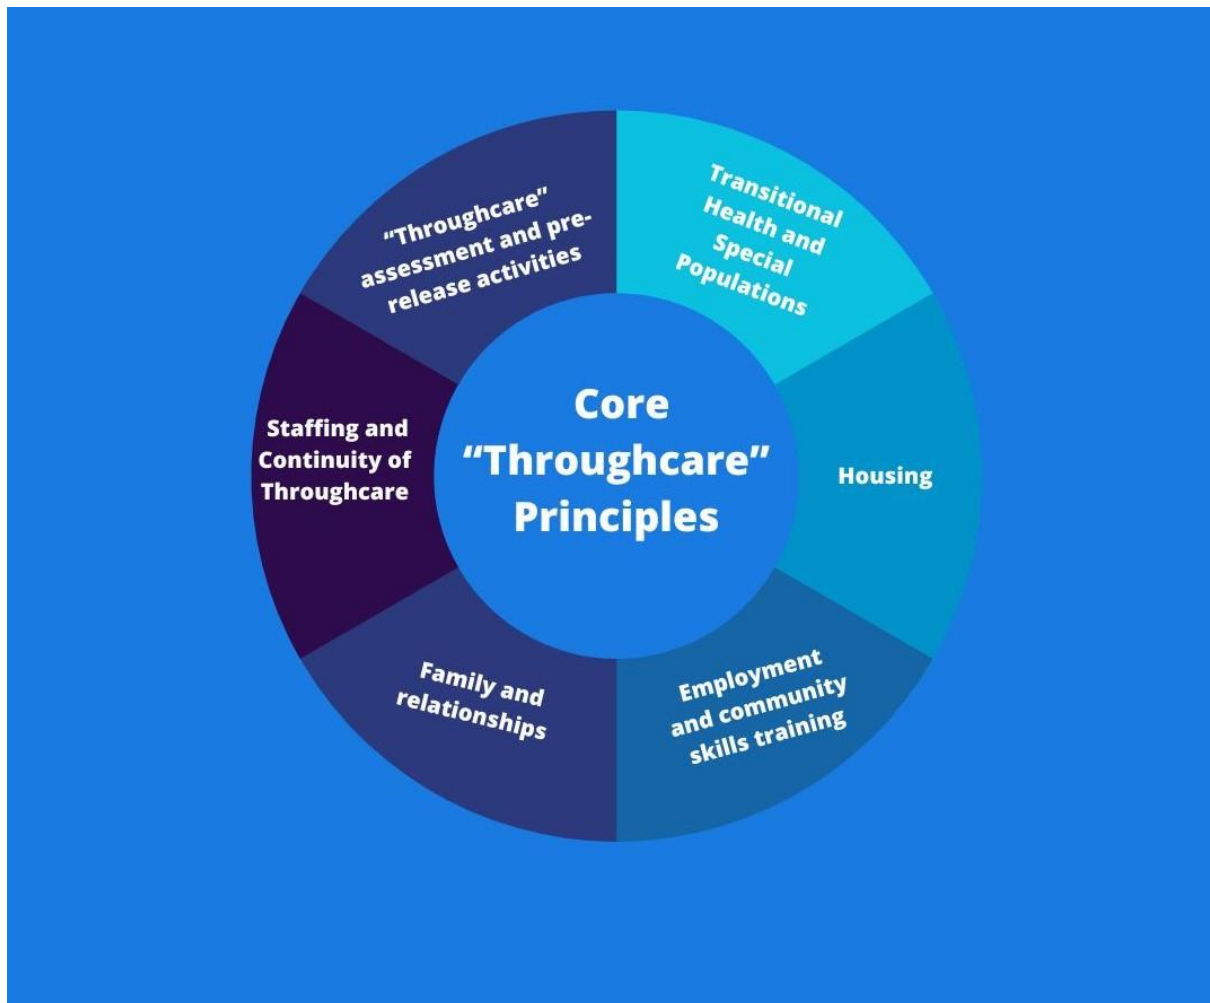 Core
“Throughcare”
Principles
Transitional
Health and
Special
Populations
Housing
Employment
and community
skills training
Family and
relationships
Staffing and
Continuity of
Throughcare
“Throughcare”
assessment and pre-
release activities